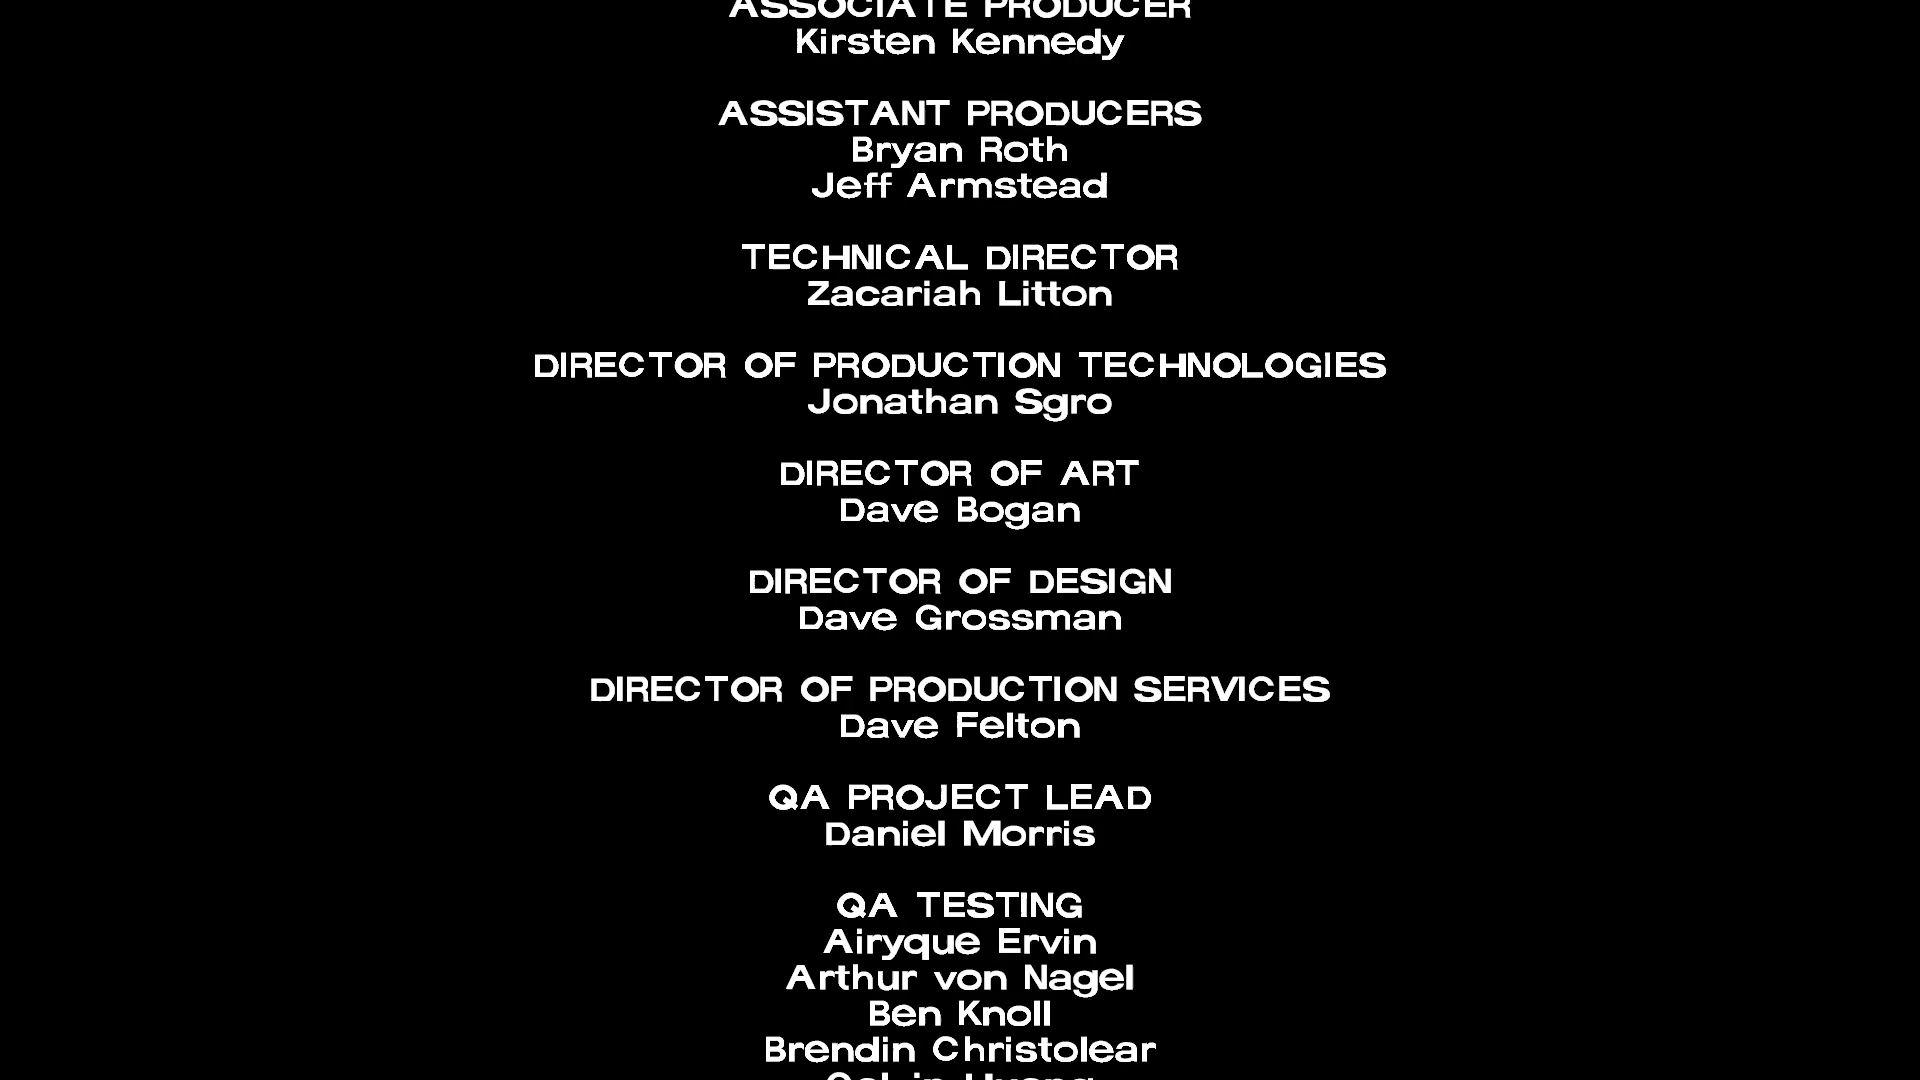 ASSOCIATE PRODUCER
Kirsten Kennedy
ASSISTANT PRODUCERS
Bryan Roth
Jeff Armstead
TECHNICAL DIRECTOR
Zacariah Litton
DIRECTOR OF PRODUCTION TECHNOLOGIES
Jonathan Sgro
DIRECTOR OF ART
Dave Bogan
DIRECTOR OF DESIGN
Dave Grossman
DIRECTOR OF PRODUCTION SERVICES
Dave Felton
QA PROJECT LEAD
Daniel Morris
QA TESTING
Airyque Ervin
Arthur von Nagel
Ben Knoll
Brendin Christolear